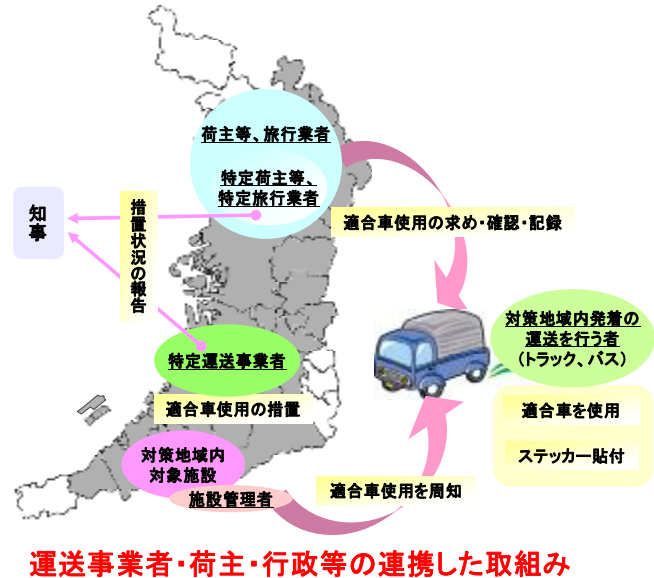 荷主等、旅行業者
特定荷主等、
特定旅行業者
知事
措置状況の報告
適合車使用の求め・確認・記録
対策地域内発着の
運送を行う者
(トラック、バス)
特定運送事業者
適合車使用の措置
適合車を使用
ステッカー貼付
対策地域内
対象施設
施設管理者
適合車使用を周知
運送事業者・荷主・行政等の連携した取組み